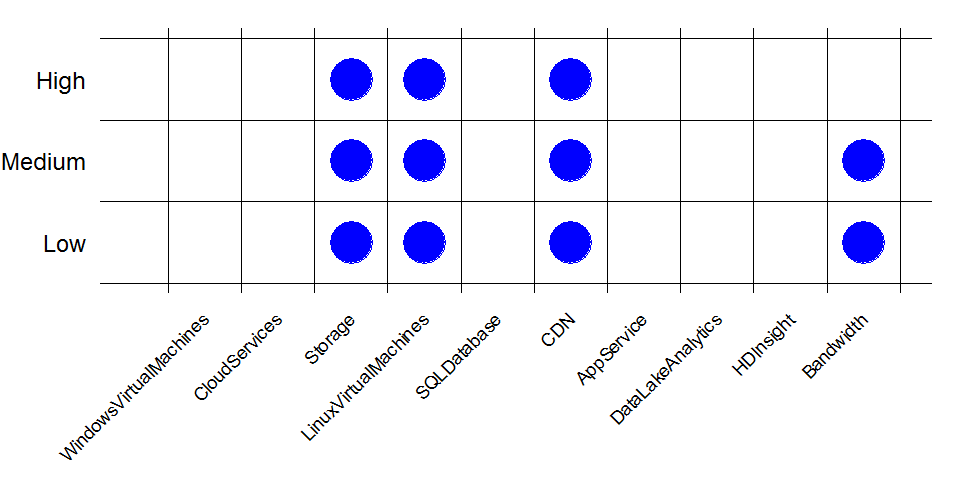 High
Medium
Low
WindowsVirtualMachines
CloudServices
Storage
LinuxVirtualMachines
SQLDatabase
CDN
AppService
DataLakeAnalytics
HDInsight
Bandwidth